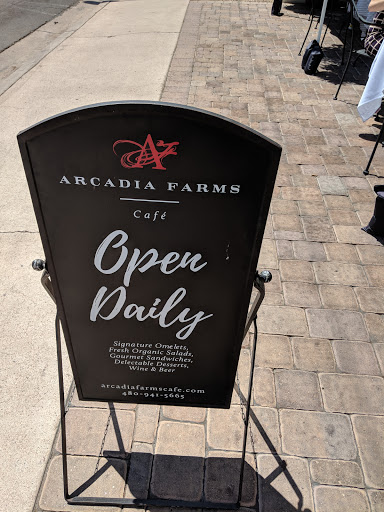 AF
ARCADIA FARMS
Café
Open
Daily
Signature Omelets,
Fresh Organic Salads,
Gourmet Sandwiches,
Delectable Desserts,
Wine & Beer
arcadiafarmscafe.com
480-941-5665